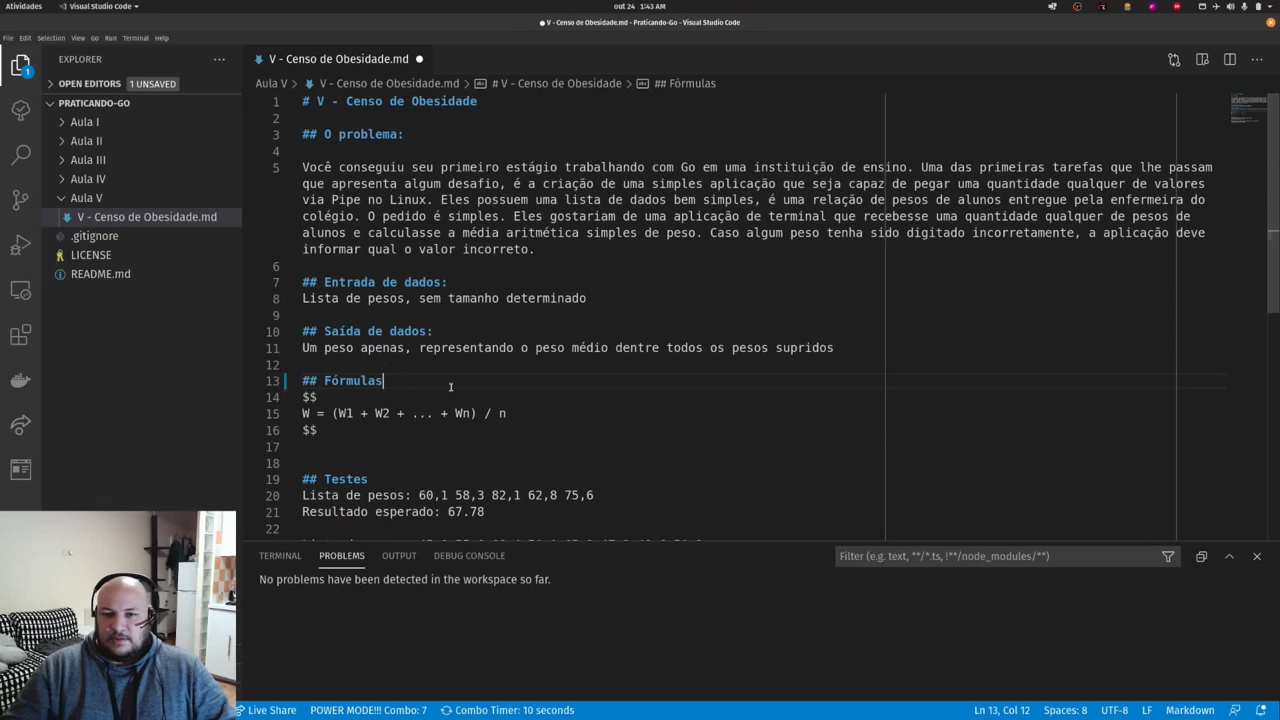 Atividades
Visual Studio Code
out 24 1:43 AM
V - Censo de Obesidade.md - Praticando-Go - Visual Studio Code
File Edit Selection View Go Run Terminal Help
EXPLORER
1
OPEN EDITORS 1 UNSAVED
PRATICANDO-GO
Aula I
Aula II
Aula III
Aula IV
Aula V
V - Censo de Obesidade.md
.gitignore
LICENSE
README.md
V - Censo de Obesidade.md
Aula V > V - Censo de Obesidade.md > # V - Censo de Obesidade > ## Fórmulas
1 # V - Censo de Obesidade
2
3 ## O problema:
4
5 Você conseguiu seu primeiro estágio trabalhando com Go em uma instituição de ensino. Uma das primeiras tarefas que lhe passam
que apresenta algum desafio, é a criação de uma simples aplicação que seja capaz de pegar uma quantidade qualquer de valores
via Pipe no Linux. Eles possuem uma lista de dados bem simples, é uma relação de pesos de alunos entregue pela enfermeira do
colégio. O pedido é simples. Eles gostariam de uma aplicação de terminal que recebesse uma quantidade qualquer de pesos de
alunos e calculasse a média aritmética simples de peso. Caso algum peso tenha sido digitado incorretamente, a aplicação deve
informar qual o valor incorreto.
6
7 ## Entrada de dados:
8 Lista de pesos, sem tamanho determinado
9
10 ## Saída de dados:
11 Um peso apenas, representando o peso médio dentre todos os pesos supridos
12
13 ## Fórmulas
14 $$
15 W = (W1 + W2 + ... + Wn) / n
16 $$
17
18
19 ## Testes
20 Lista de pesos: 60,1 58,3 82,1 62,8 75,6
21 Resultado esperado: 67.78
22
TERMINAL PROBLEMS OUTPUT DEBUG CONSOLE
Filter (e.g. text, **/*.ts, !**/node_modules/**)
No problems have been detected in the workspace so far.
Live Share POWER MODE!!! Combo: 7 Combo Timer: 10 seconds
Ln 13, Col 12 Spaces: 8 UTF-8 LF Markdown